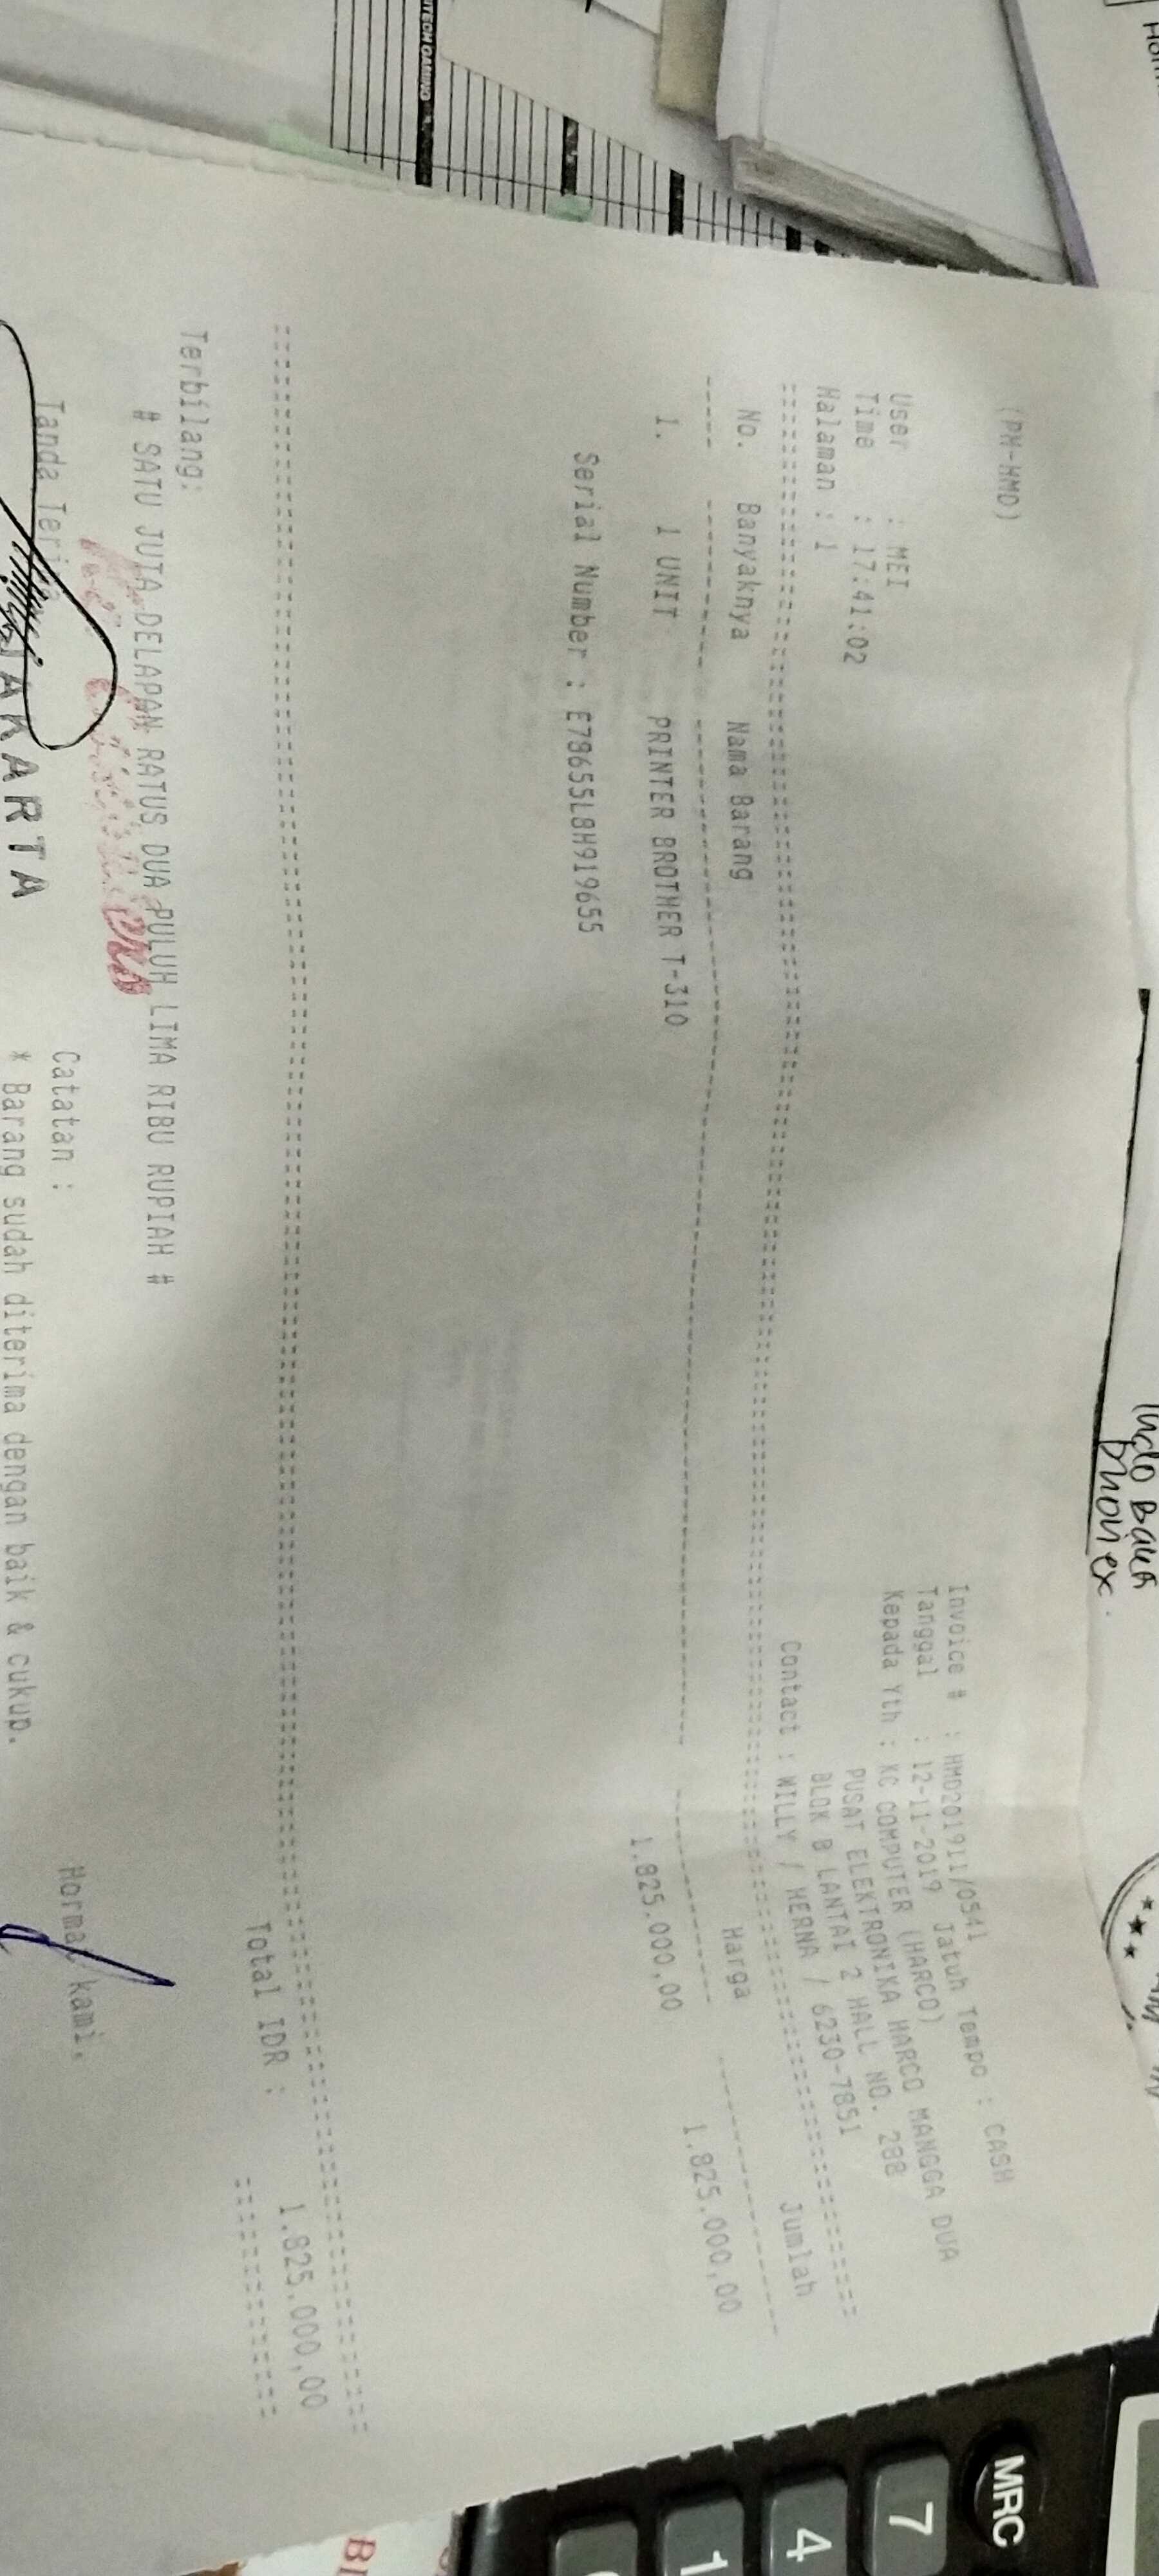 (PM-HMD)
Invoice # : HMD201911/0541
Tanggal : 12-11-2019 Jatuh Tempo : CASH
User : MEI
Kepada Yth : KC COMPUTER (HARCO)
Time : 17:41:02
PUSAT ELEKTRONIKA HARCO MANGGA DUA
Halaman : 1
BLOK B LANTAI 2 HALL NO. 288
Contact : WILLY / HERNA / 6230-7851
No. Banyaknya Nama Barang Harga Jumlah
1. 1 UNIT PRINTER BROTHER T-310 1.825.000,00 1.825.000,00
Serial Number : E78655L8H919655
Total IDR : 1.825.000,00
Terbilang:
# SATU JUTA DELAPAN RATUS DUA PULUH LIMA RIBU RUPIAH #
Tanda
Catatan :
Hormat kami,
JAKARTA
* Barang sudah diterima dengan baik & cukup.
Indo
MRC
7
4
1